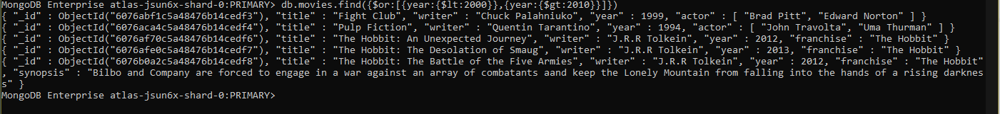 MongoDB Enterprise atlas-jsun6x-shard-0:PRIMARY> db.movies.find({$or:[{year:{$lt:2000}},{year:{$gt:2010}}]})
{ "_id" : ObjectId("6076abf1c5a48476b14cedf3"), "title" : "Fight Club", "writer" : "Chuck Palahniuko", "year" : 1999, "actor" : [ "Brad Pitt", "Edward Norton" ] }
{ "_id" : ObjectId("6076aca4c5a48476b14cedf4"), "title" : "Pulp Fiction", "writer" : "Quentin Tarantino", "year" : 1994, "actor" : [ "John Travolta", "Uma Thurman" ] }
{ "_id" : ObjectId("6076af70c5a48476b14cedf6"), "title" : "The Hobbit: An Unexpected Journey", "writer" : "J.R.R Tolkein", "year" : 2012, "franchise" : "The Hobbit" }
{ "_id" : ObjectId("6076afe0c5a48476b14cedf7"), "title" : "The Hobbit: The Desolation of Smaug", "writer" : "J.R.R Tolkein", "year" : 2013, "franchise" : "The Hobbit" }
{ "_id" : ObjectId("6076b0a2c5a48476b14cedf8"), "title" : "The Hobbit: The Battle of the Five Armies", "writer" : "J.R.R Tolkein", "year" : 2012, "franchise" : "The Hobbit"
, "synopsis" : "Bilbo and Company are forced to engage in a war against an array of combatants aand keep the Lonely Mountain from falling into the hands of a rising darknes
s" }
MongoDB Enterprise atlas-jsun6x-shard-0:PRIMARY>